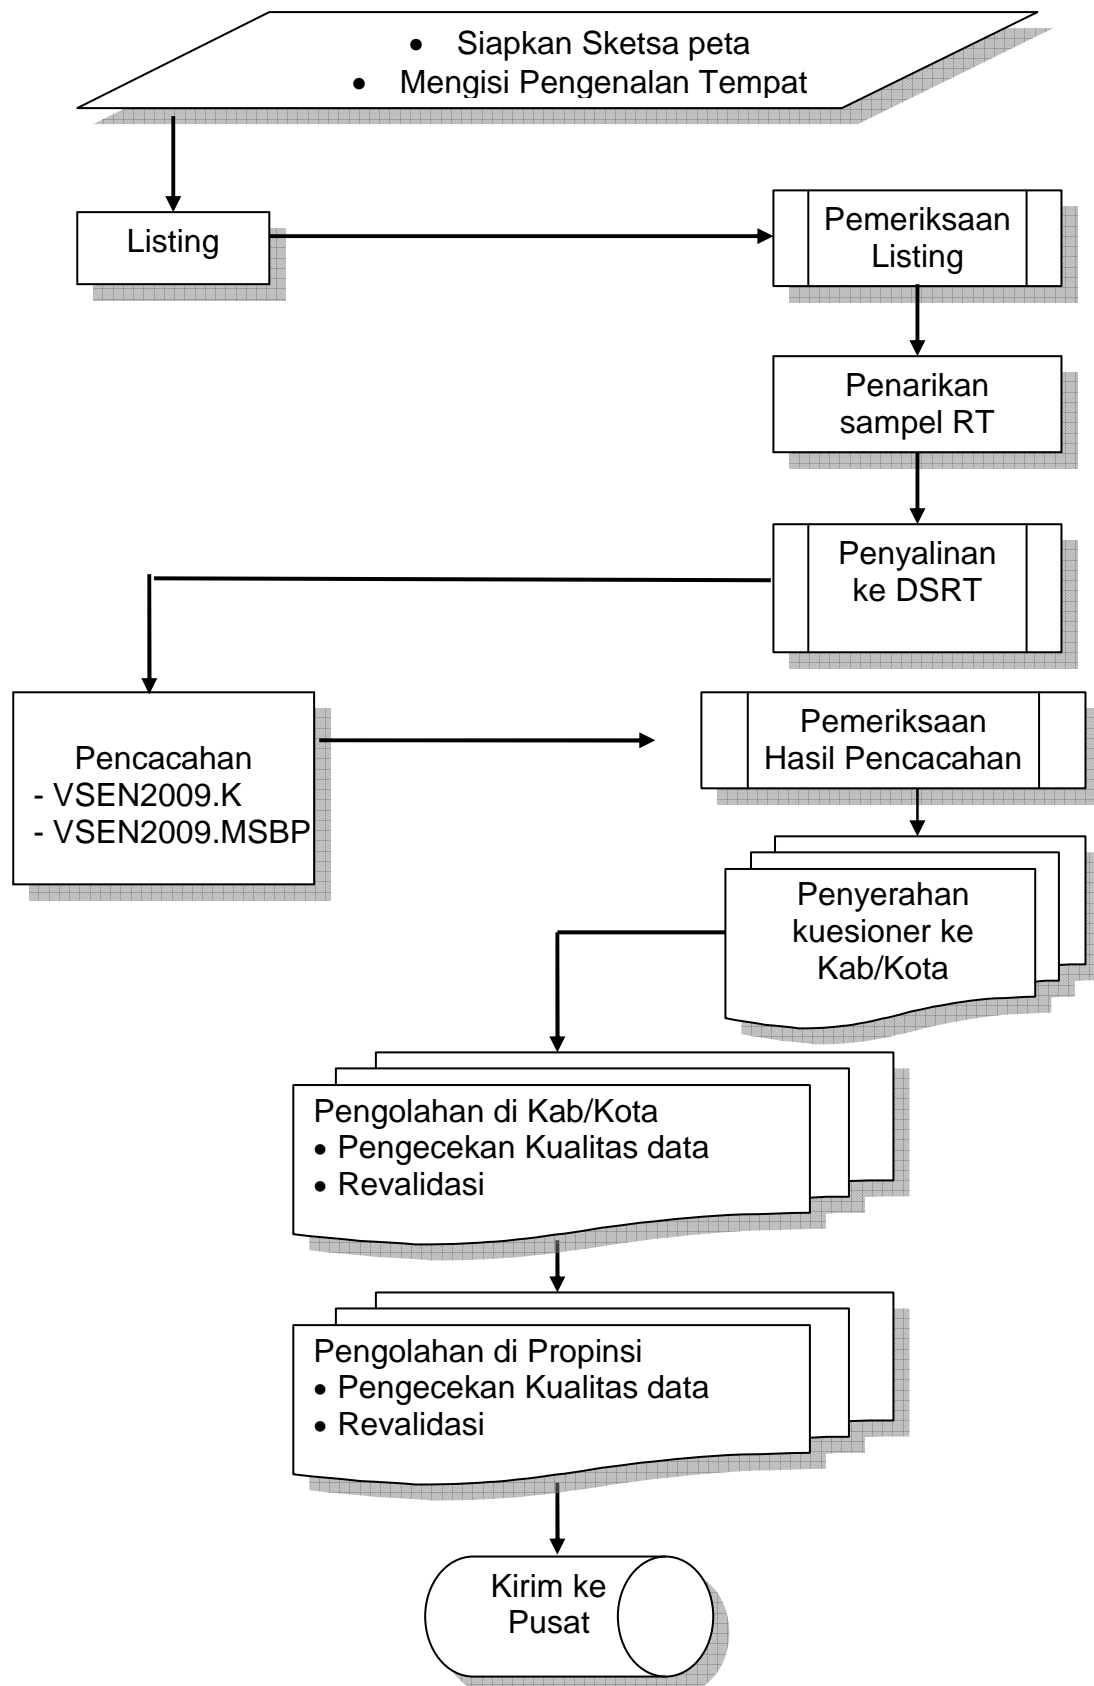 • Siapkan Sketsa peta
• Mengisi Pengenalan Tempat
Listing
Pemeriksaan
Listing
Penarikan
sampel RT
Penyalinan
ke DSRT
Pencacahan
- VSEN2009.K
- VSEN2009.MSBP
Pemeriksaan
Hasil Pencacahan
Penyerahan
kuesioner ke
Kab/Kota
Pengolahan di Kab/Kota
• Pengecekan Kualitas data
• Revalidasi
Pengolahan di Propinsi
• Pengecekan Kualitas data
• Revalidasi
Kirim ke
Pusat